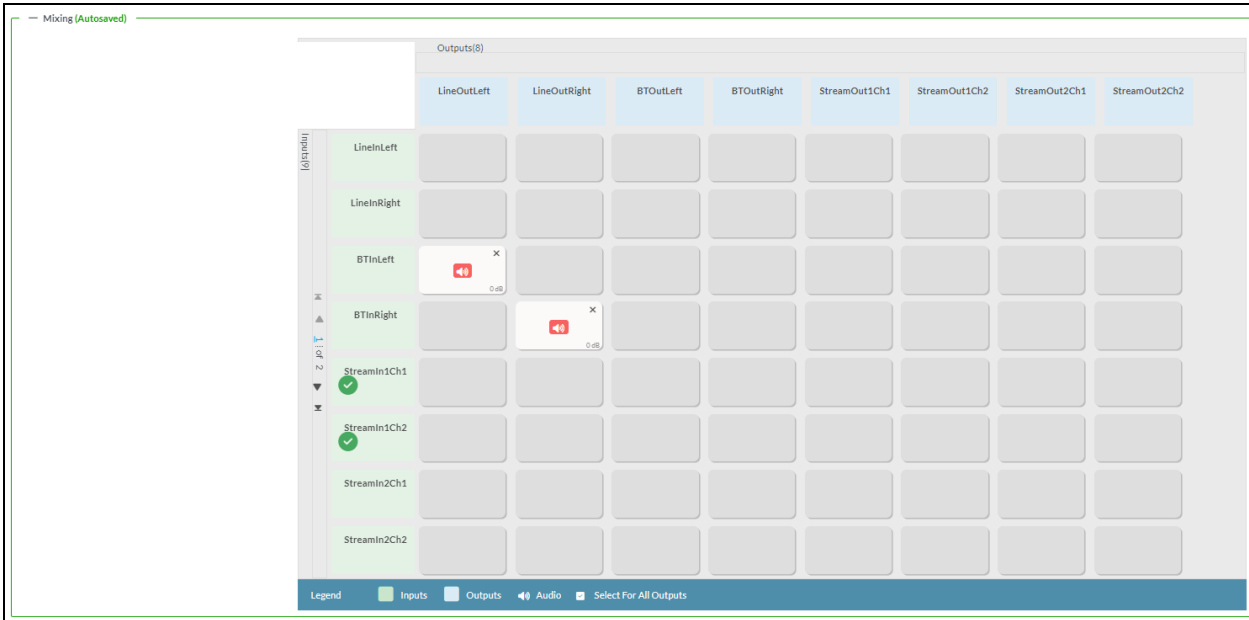 Mixing (Autosaved)
Outputs(8)
LineOutLeft LineOutRight BTOutLeft BTOutRight StreamOut1Ch1 StreamOut1Ch2 StreamOut2Ch1 StreamOut2Ch2
Inputs(9)
LineInLeft
LineInRight
BTInLeft
0 dB
BTInRight
0 dB
1 of 2
StreamIn1Ch1
StreamIn1Ch2
StreamIn2Ch1
StreamIn2Ch2
Legend Inputs Outputs Audio Select For All Outputs